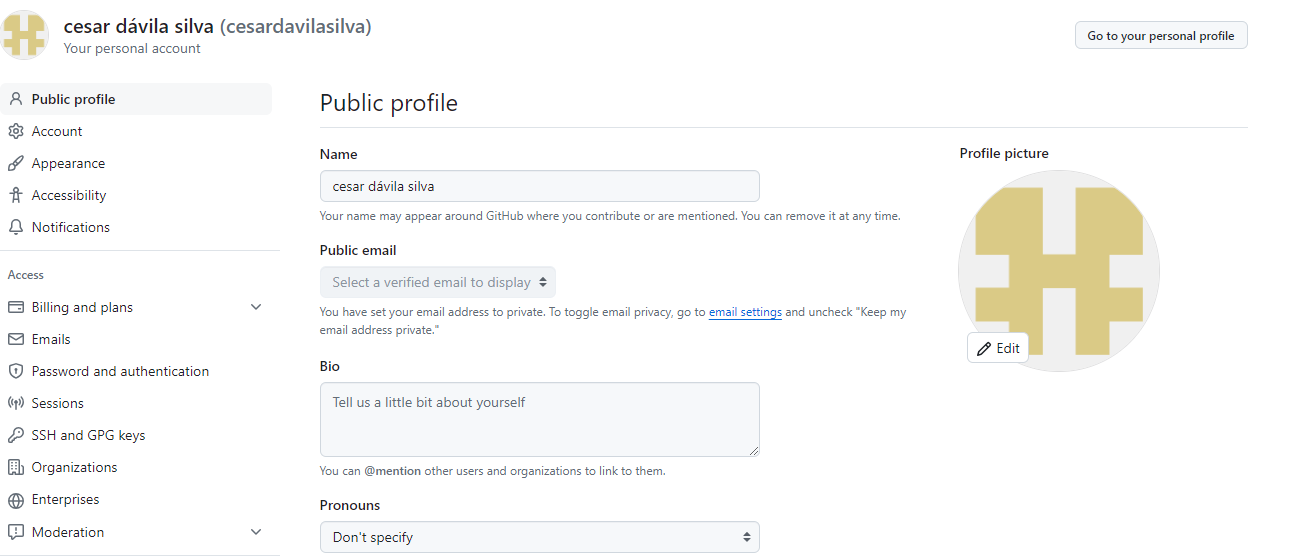 cesar dávila silva (cesardavilasilva)
Your personal account
Go to your personal profile
Public profile
Account
Appearance
Accessibility
Notifications
Access
Billing and plans
Emails
Password and authentication
Sessions
SSH and GPG keys
Organizations
Enterprises
Moderation
Public profile
Name
cesar dávila silva
Your name may appear around GitHub where you contribute or are mentioned. You can remove it at any time.
Public email
Select a verified email to display
You have set your email address to private. To toggle email privacy, go to email settings and uncheck "Keep my
email address private."
Bio
Tell us a little bit about yourself
You can @mention other users and organizations to link to them.
Pronouns
Don't specify
Profile picture
Edit